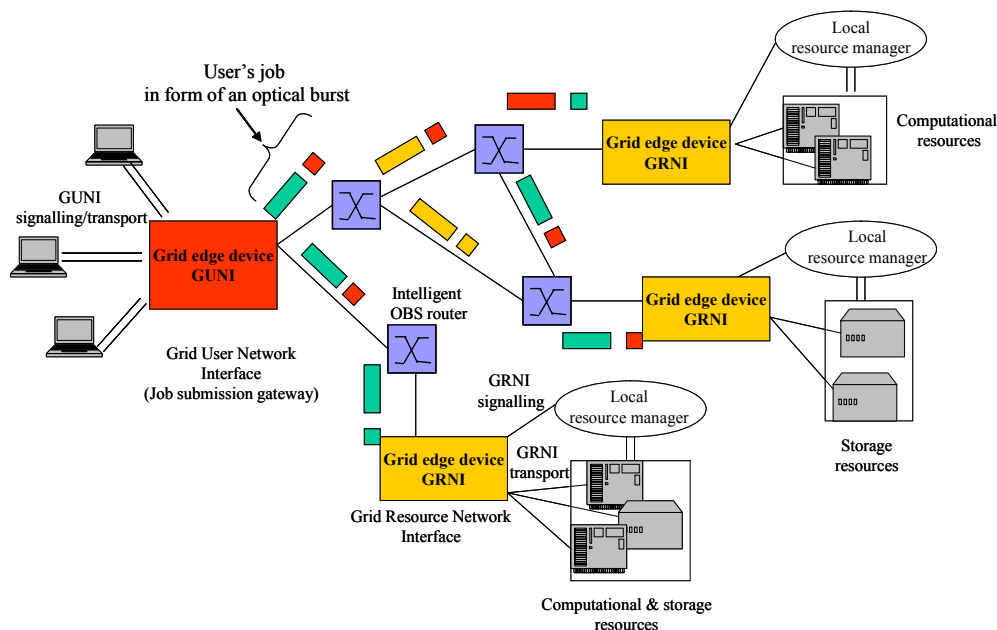 User's job
in form of an optical burst
Local
resource manager
Computational
resources
Grid edge device
GRNI
GUNI
signalling/transport
Grid edge device
GUNI
Local
resource manager
Grid edge device
GRNI
Intelligent
OBS router
Grid User Network
Interface
(Job submission gateway)
GRNI
signalling
Local
resource manager
Storage
resources
Grid edge device
GRNI
GRNI
transport
Grid Resource Network
Interface
Computational & storage
resources